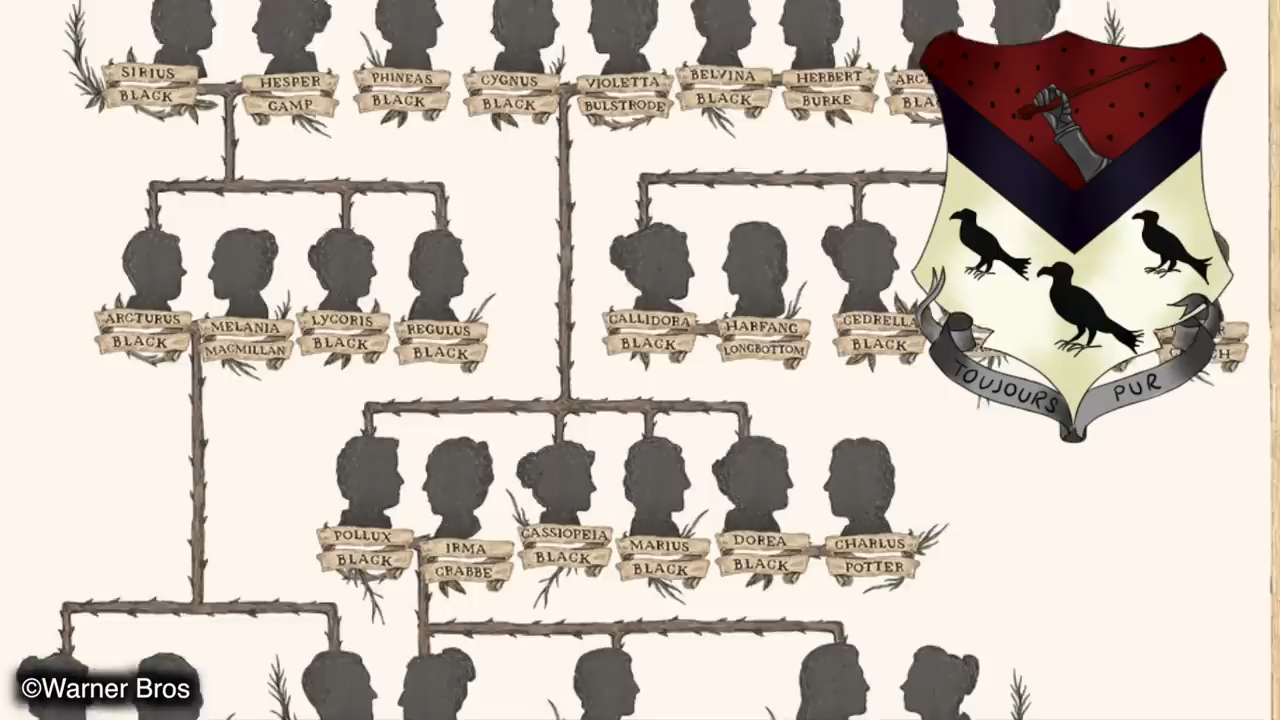 SIRIUS
BLACK
HESPER
GAMP
PHINEAS
BLACK
CYGNUS
BLACK
VIOLETTA
BULSTRODE
BELVINA
BLACK
HERBERT
BURKE
ARCTURUS
BLACK
MELANIA
MACMILLAN
LYCORIS
BLACK
REGULUS
BLACK
CALLIDORA
BLACK
HARFANG
LONGBOTTOM
CEDRELLA
BLACK
TOUJOURS
PUR
POLLUX
BLACK
IRMA
CRABBE
CASSIOPEIA
BLACK
MARIUS
BLACK
DOREA
BLACK
CHARLUS
POTTER
©Warner Bros